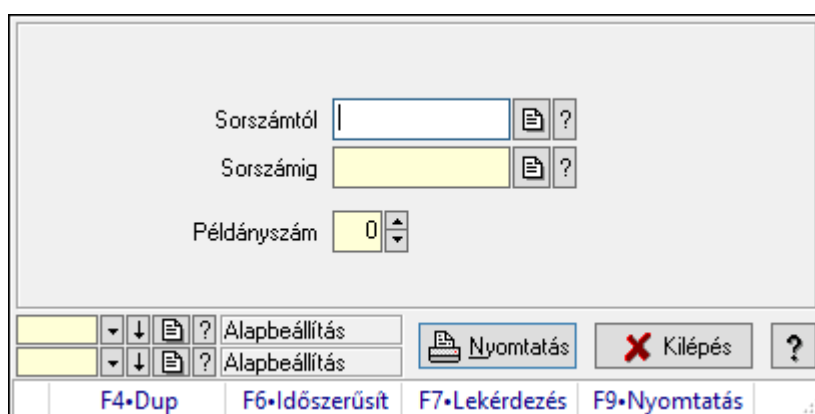 Sorszámtól ?
Sorszámig ?
Példányszám 0
? Alapbeállítás
? Alapbeállítás
Nyomtatás Kilépés ?
F4•Dup F6•Időszerűsít F7•Lekérdezés F9•Nyomtatás